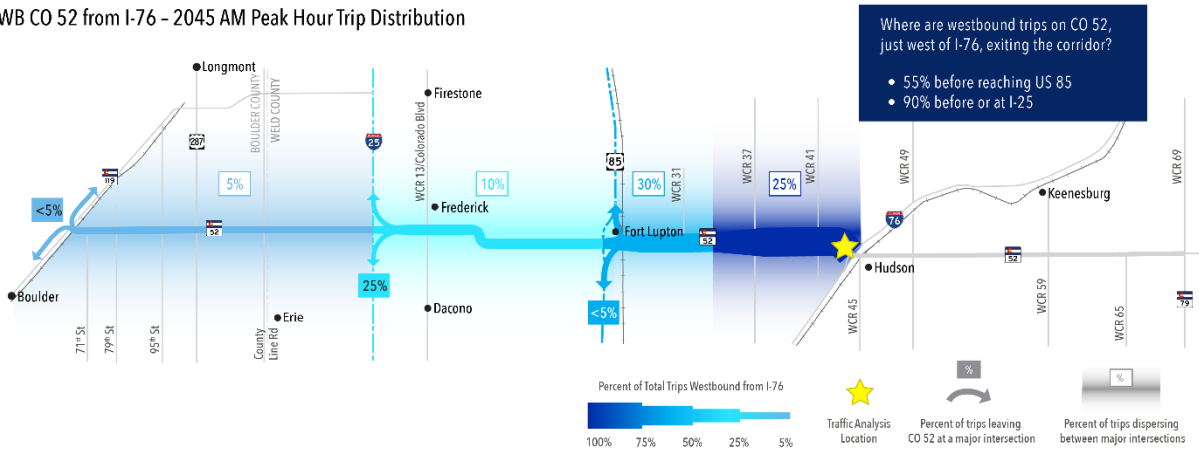 WB CO 52 from I-76 – 2045 AM Peak Hour Trip Distribution
Where are westbound trips on CO 52,
just west of I-76, exiting the corridor?
• 55% before reaching US 85
• 90% before or at I-25
Longmont
Firestone
BOULDER COUNTY
WELD COUNTY
287
25
WCR 13/Colorado Blvd
85
WCR 31
WCR 37
WCR 41
WCR 49
WCR 69
119
5%
10%
30%
25%
Keenesburg
<5%
Frederick
52
Fort Lupton
52
76
52
Hudson
Boulder
25%
<5%
Dacono
Erie
71st St
79th St
95th St
County
Line Rd
WCR 45
WCR 59
WCR 65
79
Percent of Total Trips Westbound from I-76
100% 75% 50% 25% 5%
Traffic Analysis
Location
%
Percent of trips leaving
CO 52 at a major intersection
%
Percent of trips dispersing
between major intersections